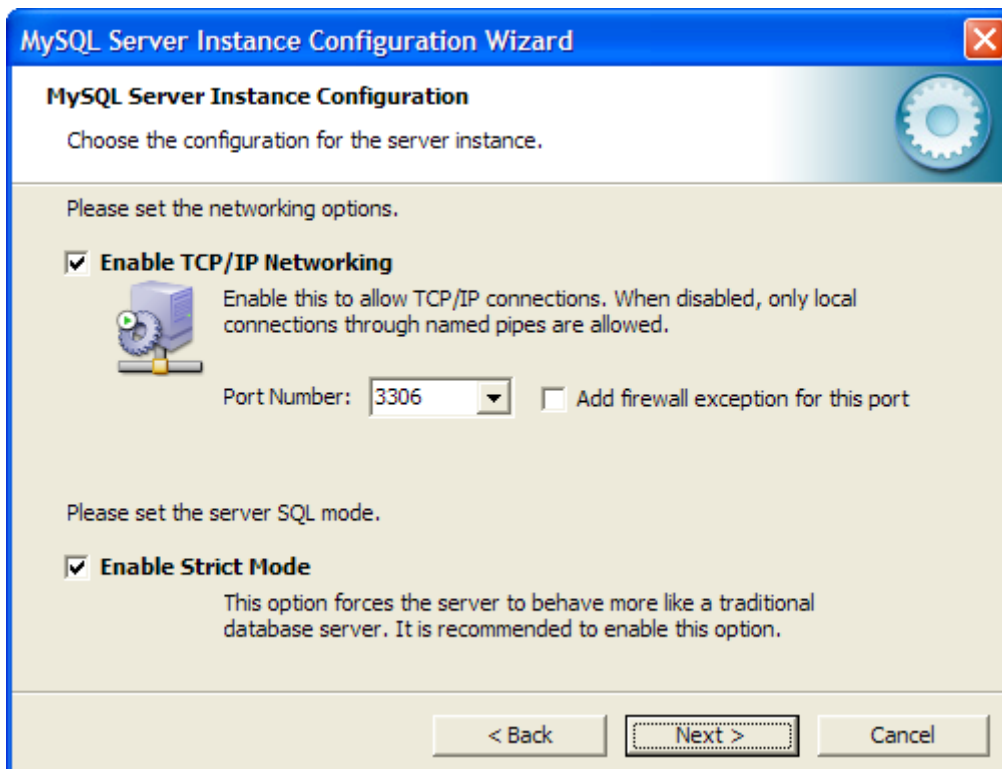 MySQL Server Instance Configuration Wizard
MySQL Server Instance Configuration
Choose the configuration for the server instance.
Please set the networking options.
Enable TCP/IP Networking
Enable this to allow TCP/IP connections. When disabled, only local
connections through named pipes are allowed.
Port Number: 3306 Add firewall exception for this port
Please set the server SQL mode.
Enable Strict Mode
This option forces the server to behave more like a traditional
database server. It is recommended to enable this option.
< Back Next > Cancel